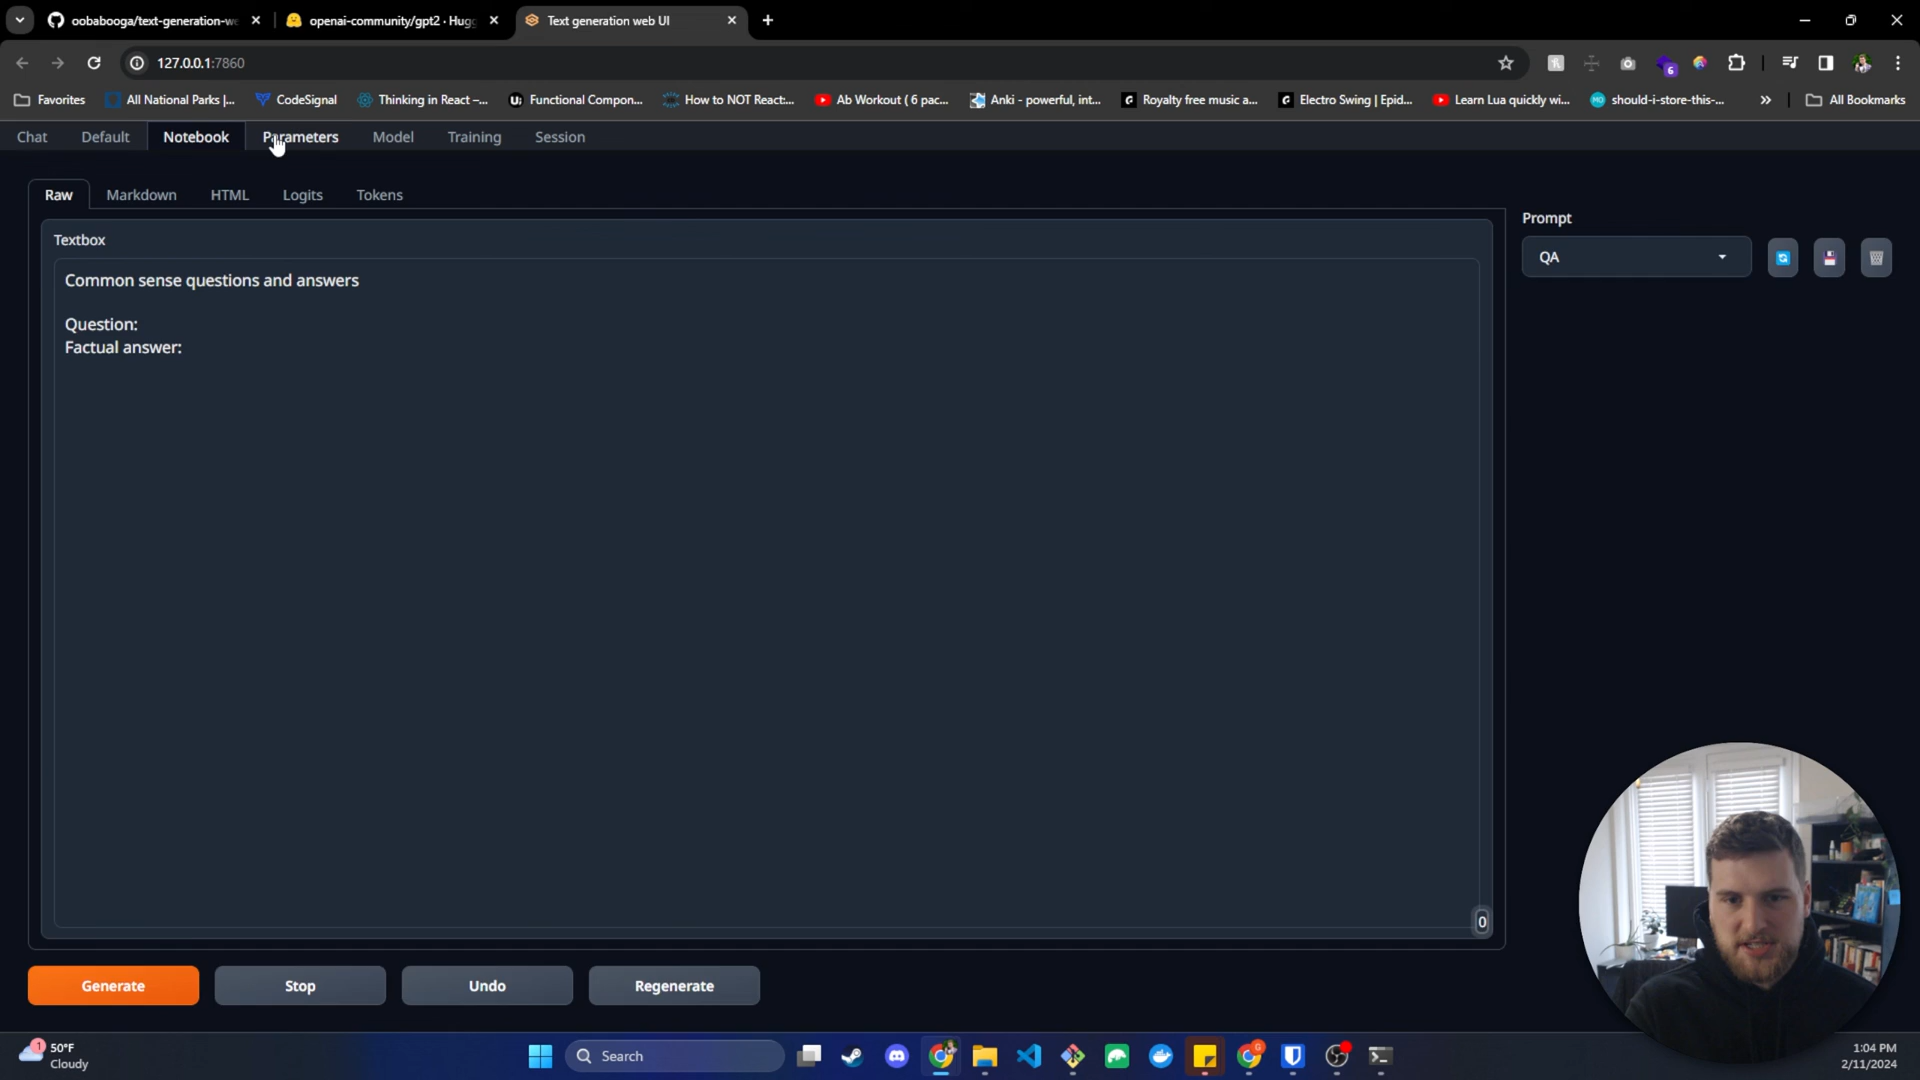 oobabooga/text-generation-we
openai-community/gpt2 · Hugg
Text generation web UI
127.0.0.1:7860
6
Favorites
All National Parks |...
CodeSignal
Thinking in React –...
Functional Compon...
How to NOT React:...
Ab Workout ( 6 pac...
Anki - powerful, int...
Royalty free music a...
Electro Swing | Epid...
Learn Lua quickly wi...
should-i-store-this-...
All Bookmarks
Chat
Default
Notebook
Parameters
Model
Training
Session
Raw
Markdown
HTML
Logits
Tokens
Prompt
QA
Textbox
Common sense questions and answers
Question:
Factual answer:
0
Generate
Stop
Undo
Regenerate
1
50°F
Cloudy
Search
1:04 PM
2/11/2024